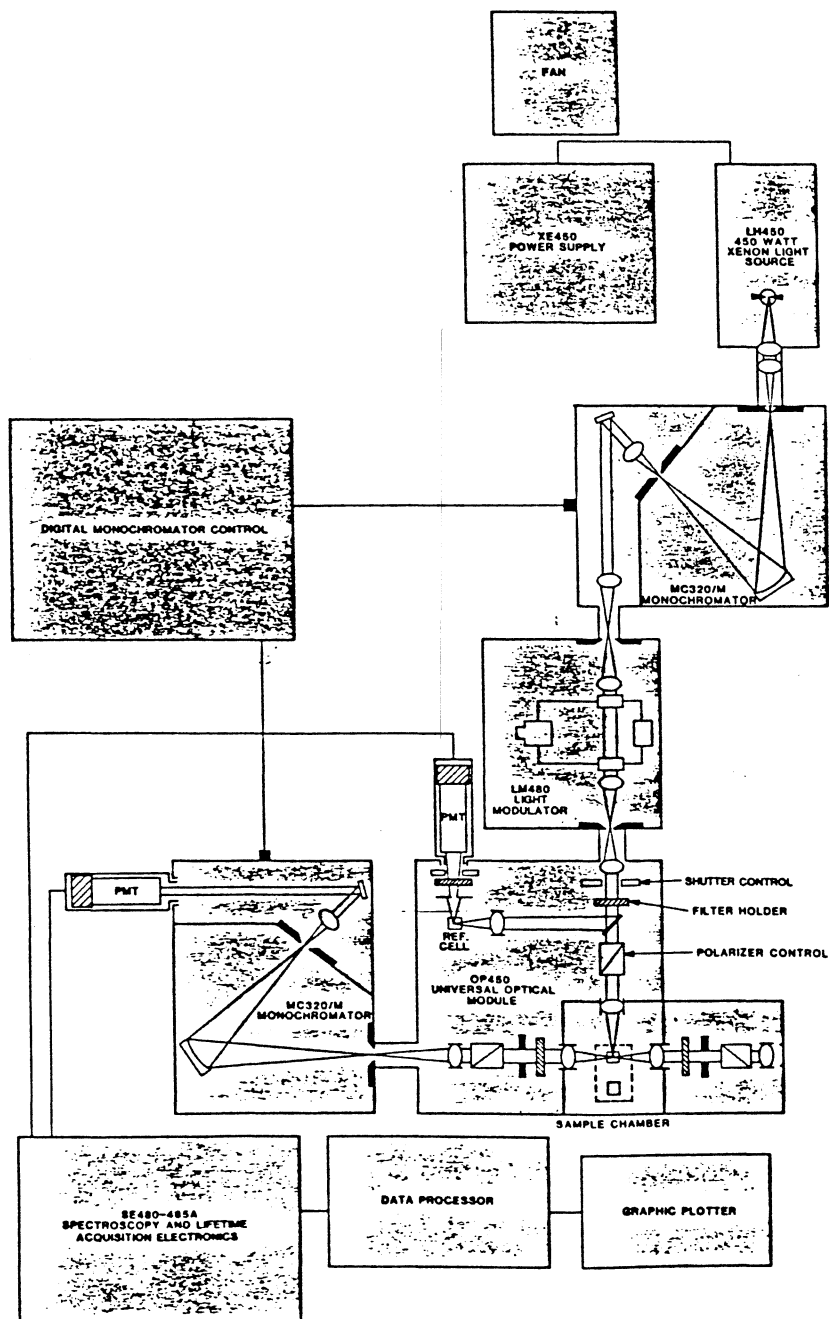 FAN
XE450
POWER SUPPLY
LH450
450 WATT
XENON LIGHT
SOURCE
DIGITAL MONOCHROMATOR CONTROL
MC320/M
MONOCHROMATOR
LM480
LIGHT
MODULATOR
PMT
PMT
SHUTTER CONTROL
FILTER HOLDER
REF.
CELL
POLARIZER CONTROL
OP450
UNIVERSAL OPTICAL
MODULE
MC320/M
MONOCHROMATOR
SAMPLE CHAMBER
SE480-485A
SPECTROSCOPY AND LIFETIME
ACQUISITION ELECTRONICS
DATA PROCESSOR
GRAPHIC PLOTTER